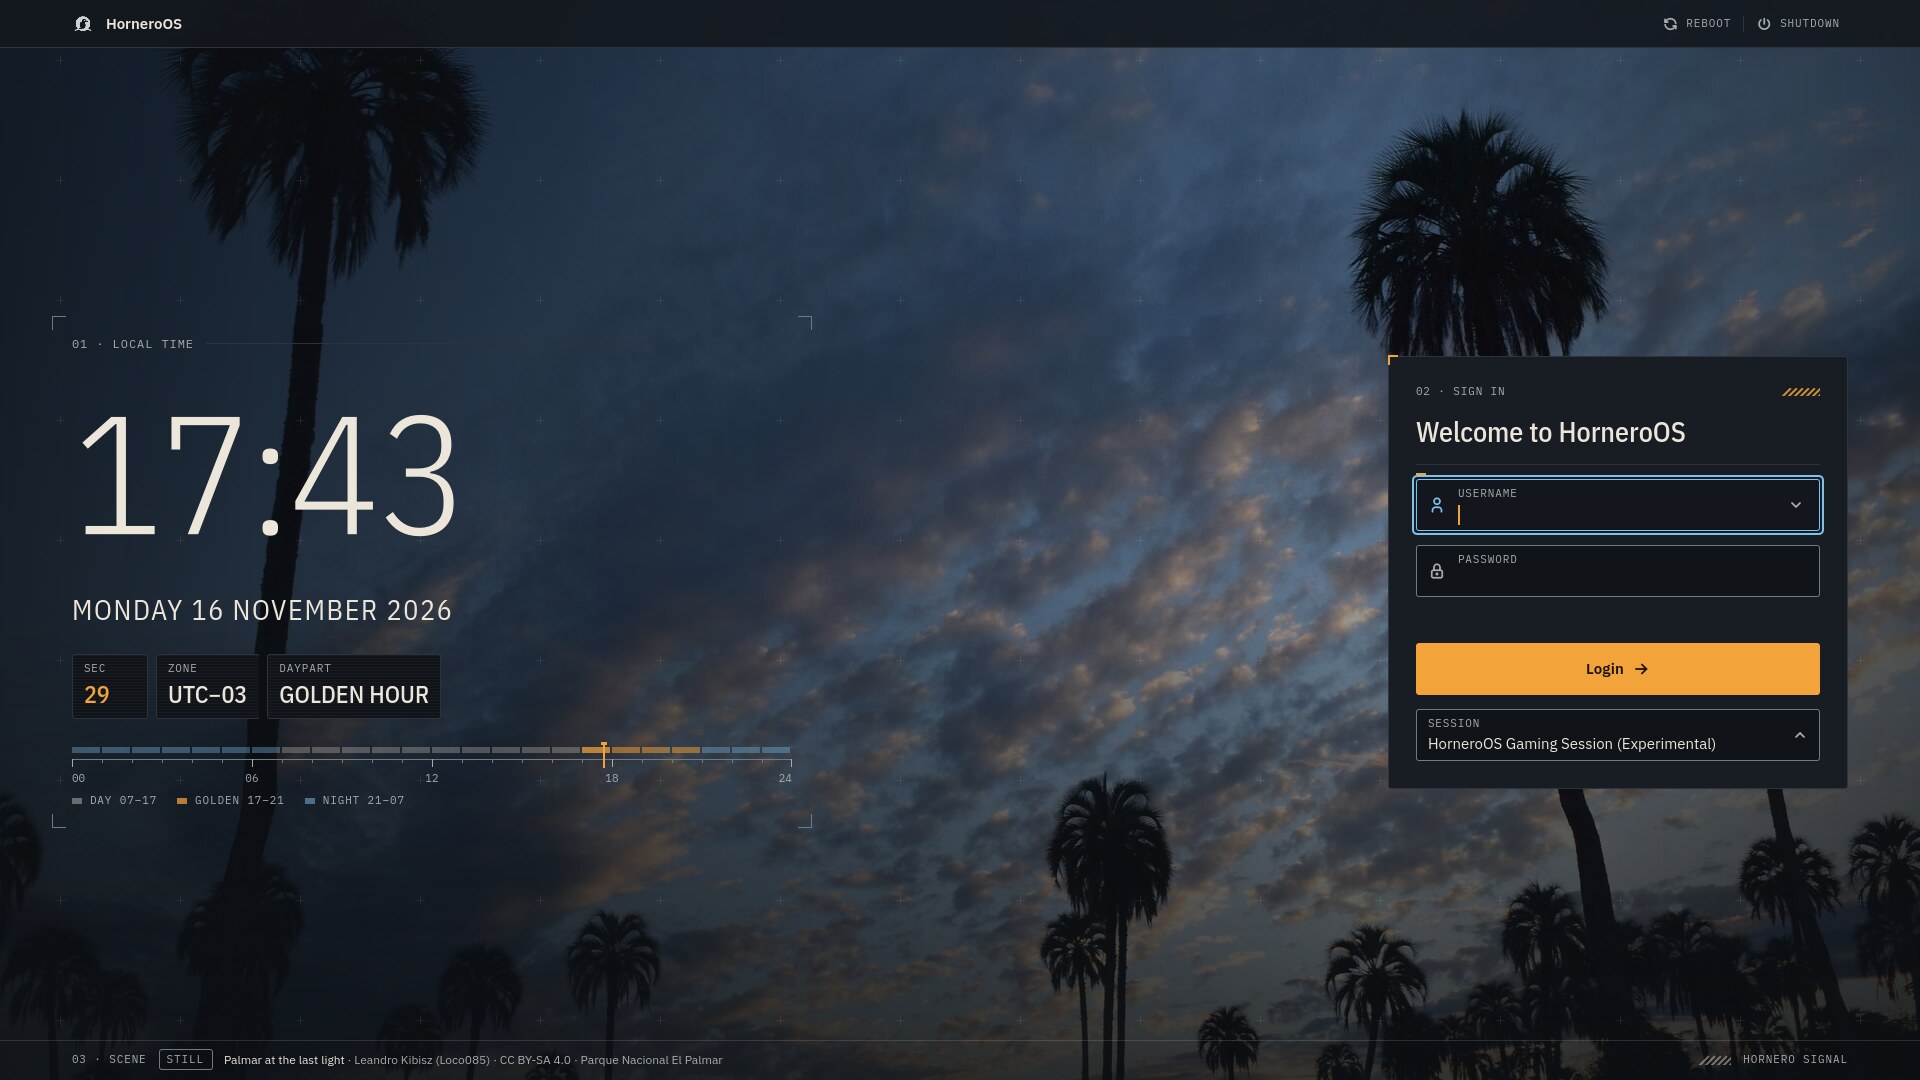 HorneroOS
REBOOT
SHUTDOWN
01 · LOCAL TIME
17:43
MONDAY 16 NOVEMBER 2026
SEC
29
ZONE
UTC−03
DAYPART
GOLDEN HOUR
00 06 12 18 24
DAY 07–17 GOLDEN 17–21 NIGHT 21–07
02 · SIGN IN
Welcome to HorneroOS
USERNAME
PASSWORD
Login →
SESSION
HorneroOS Gaming Session (Experimental)
03 · SCENE STILL Palmar at the last light · Leandro Kibisz (Loco085) · CC BY-SA 4.0 · Parque Nacional El Palmar
HORNERO SIGNAL